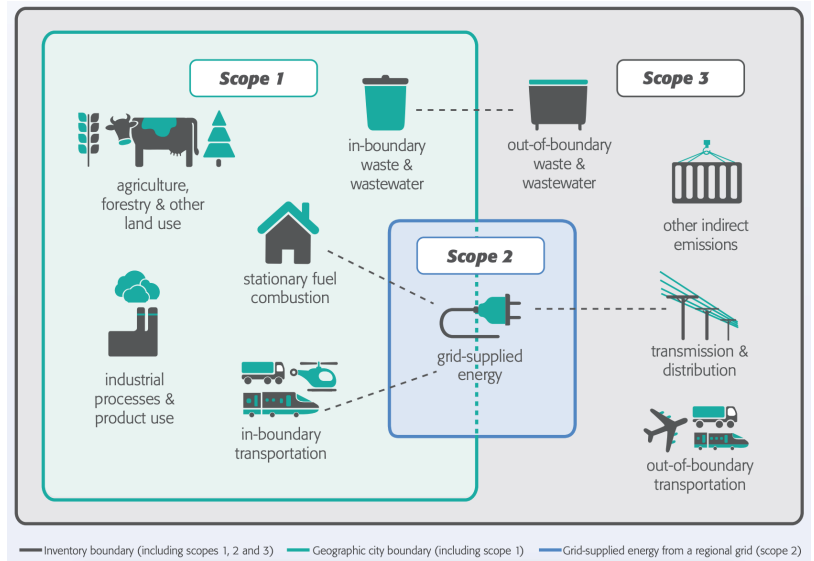 Scope 1
Scope 3
in-boundary
waste &
wastewater
out-of-boundary
waste &
wastewater
agriculture,
forestry & other
land use
other indirect
emissions
Scope 2
stationary fuel
combustion
grid-supplied
energy
transmission &
distribution
industrial
processes &
product use
in-boundary
transportation
out-of-boundary
transportation
Inventory boundary (including scopes 1, 2 and 3)
Geographic city boundary (including scope 1)
Grid-supplied energy from a regional grid (scope 2)